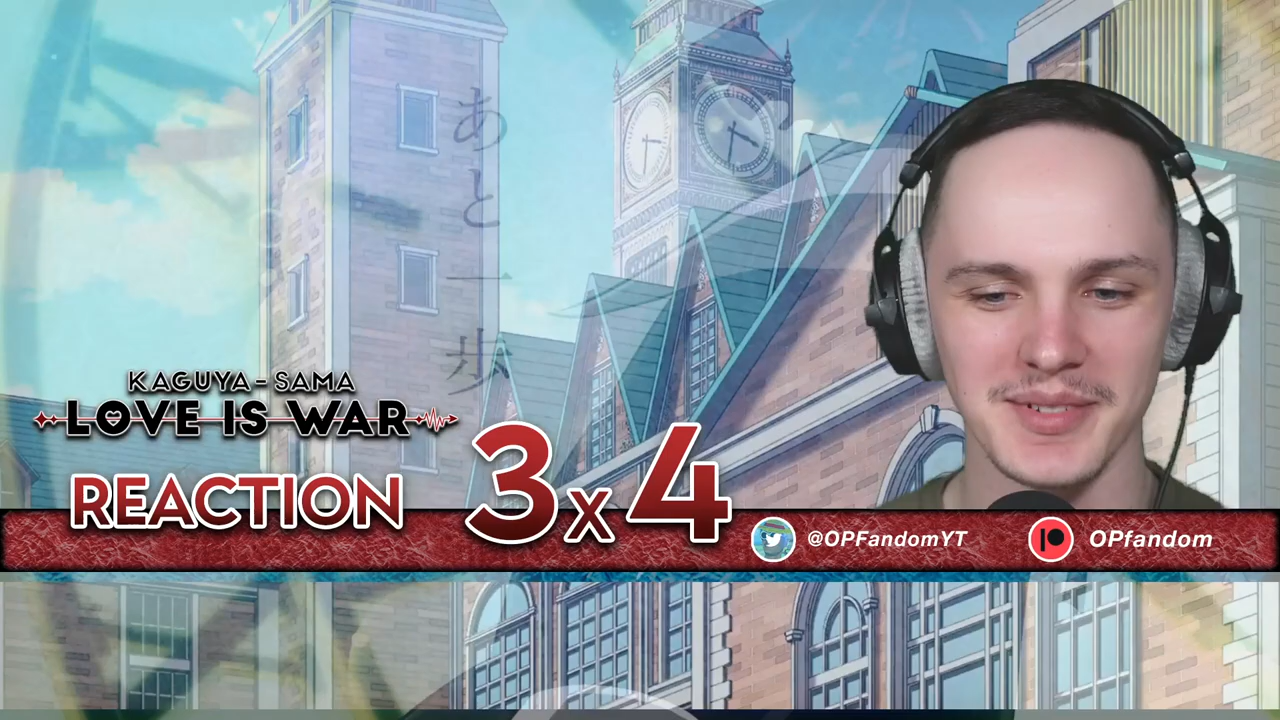 あと一歩
KAGUYA-SAMA
LOVE IS WAR
REACTION
3x4
@OPFandomYT
OPfandom